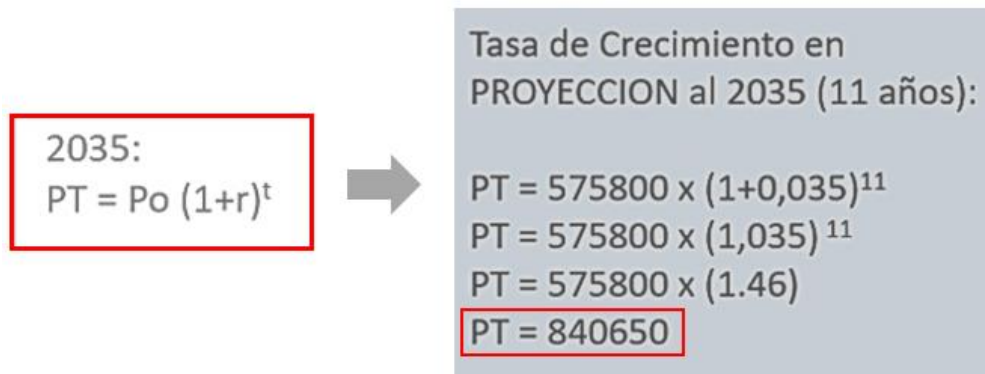 2035:
PT = Po (1+r)ᵗ
Tasa de Crecimiento en
PROYECCION al 2035 (11 años):
PT = 575800 x (1+0,035)¹¹
PT = 575800 x (1,035) ¹¹
PT = 575800 x (1.46)
PT = 840650